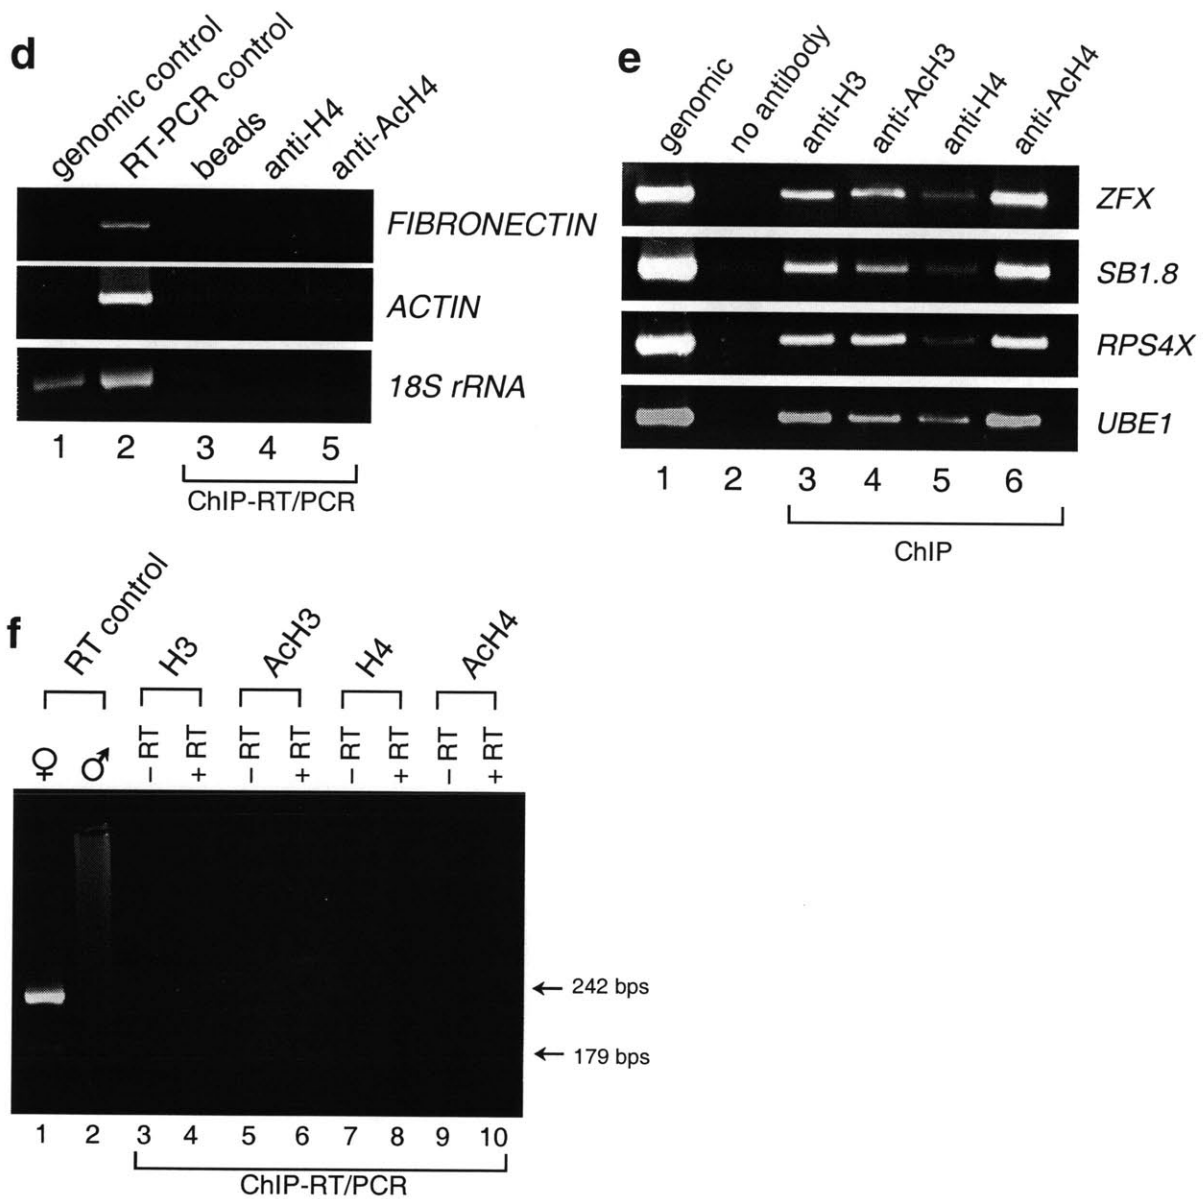 d
genomic control
RT-PCR control
beads
anti-H4
anti-AcH4
FIBRONECTIN
ACTIN
18S rRNA
1 2 3 4 5
ChIP-RT/PCR
e
genomic
no antibody
anti-H3
anti-AcH3
anti-H4
anti-AcH4
ZFX
SB1.8
RPS4X
UBE1
1 2 3 4 5 6
ChIP
f
RT control
H3
AcH3
H4
AcH4
♀ ♂ – RT + RT – RT + RT – RT + RT – RT + RT
← 242 bps
← 179 bps
1 2 3 4 5 6 7 8 9 10
ChIP-RT/PCR